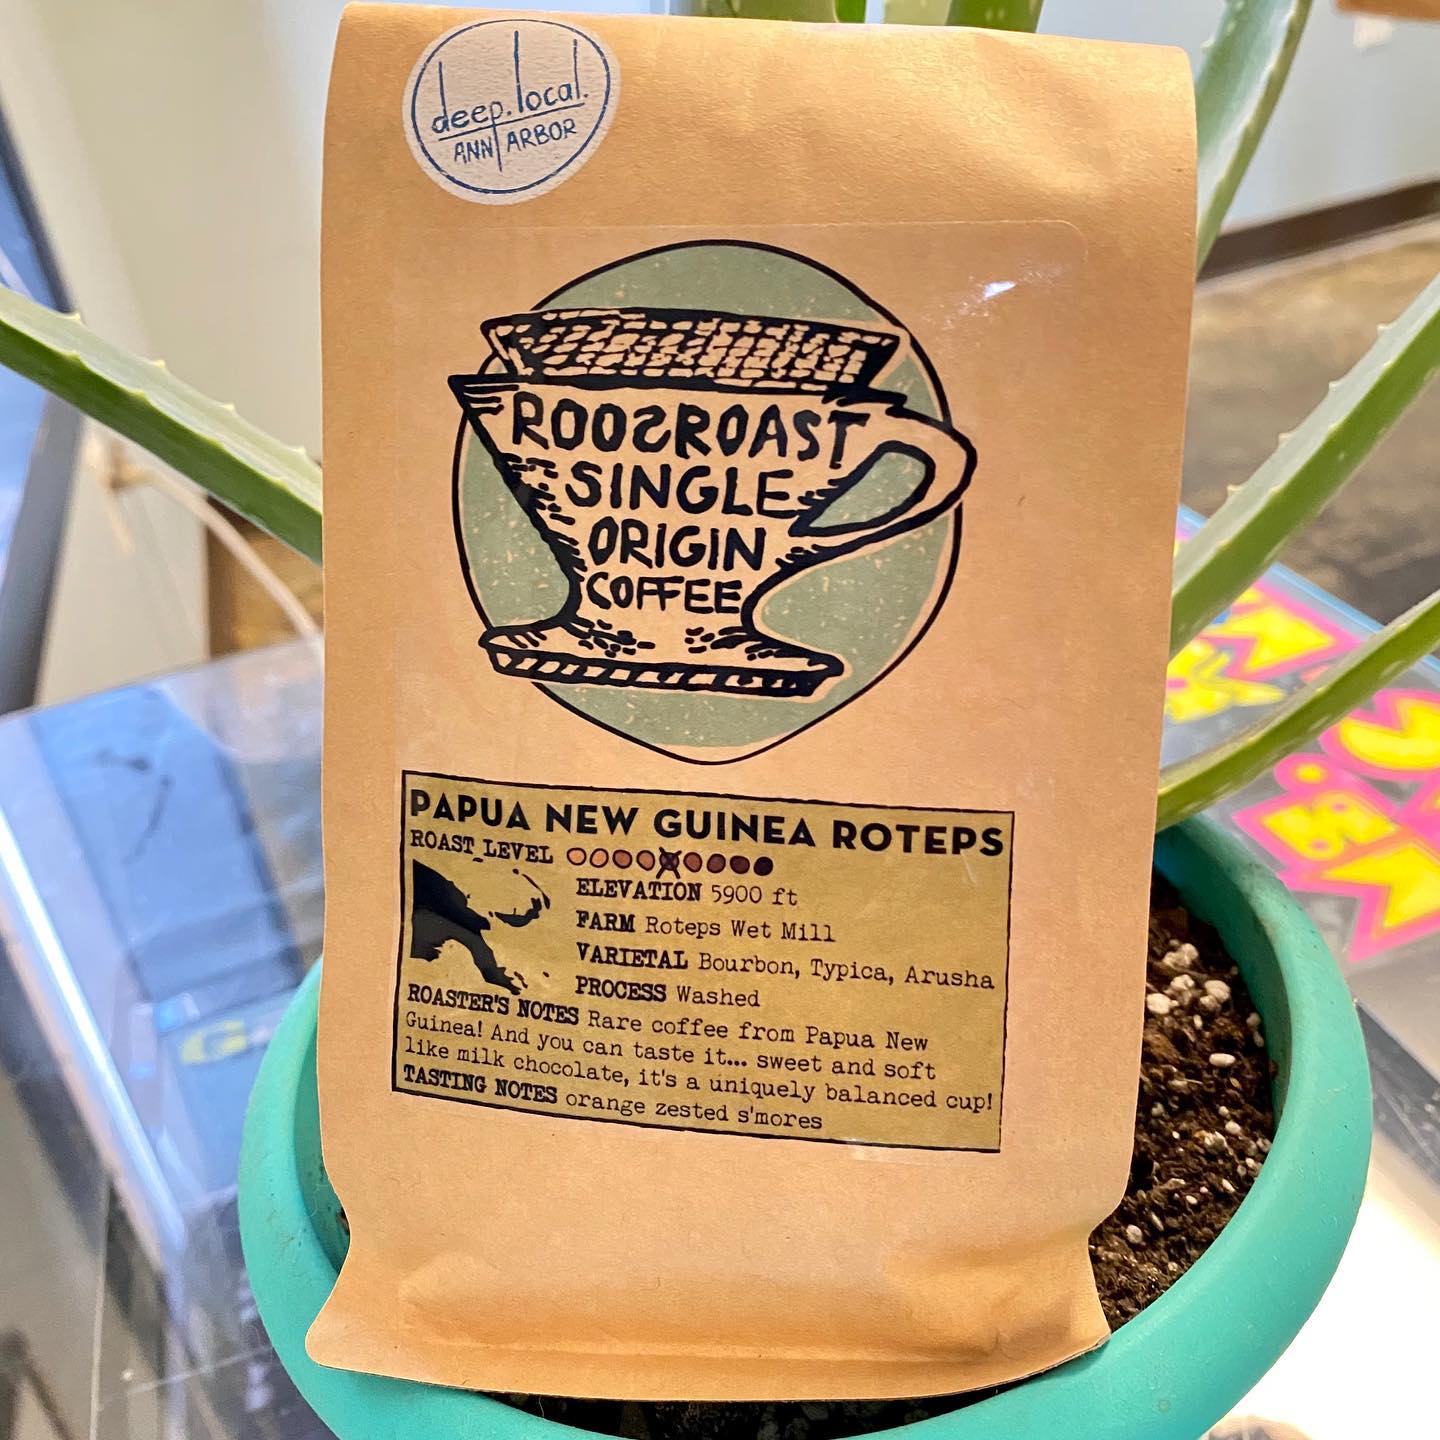 deep.local.
ANN ARBOR
ROOSROAST
SINGLE
ORIGIN
COFFEE
PAPUA NEW GUINEA ROTEPS
ROAST LEVEL
ELEVATION 5900 ft
FARM Roteps Wet Mill
VARIETAL Bourbon, Typica, Arusha
PROCESS Washed
ROASTER'S NOTES Rare coffee from Papua New
Guinea! And you can taste it... sweet and soft
like milk chocolate, it's a uniquely balanced cup!
TASTING NOTES orange zested s'mores